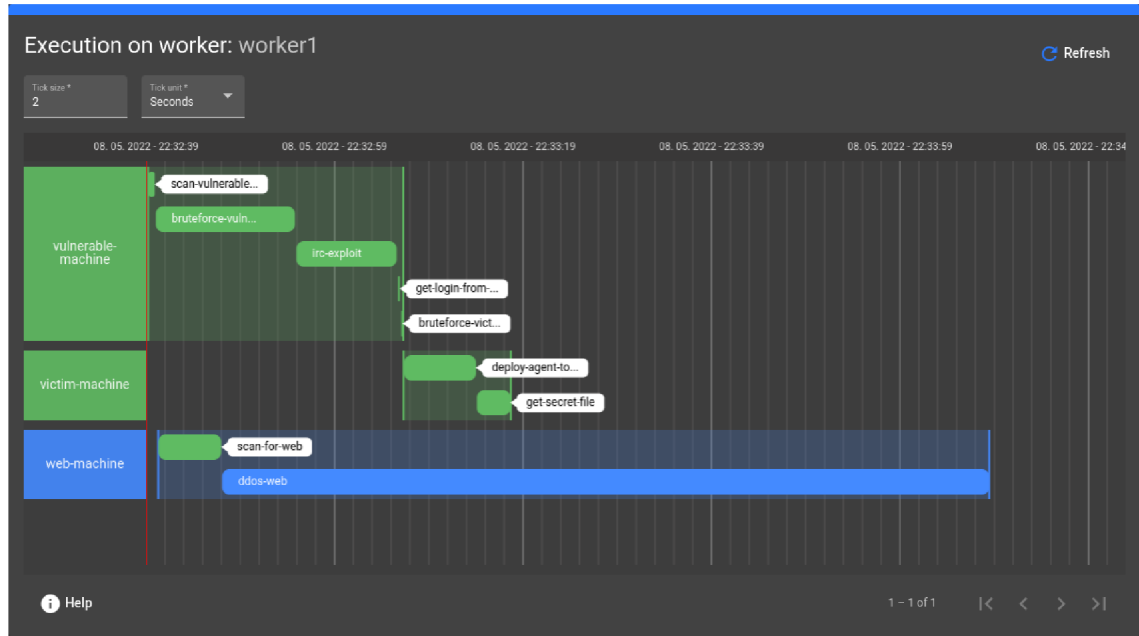 Execution on worker: worker1
Refresh
Tick size *
2
Tick unit *
Seconds
08. 05. 2022 - 22:32:39
08. 05. 2022 - 22:32:59
08. 05. 2022 - 22:33:19
08. 05. 2022 - 22:33:39
08. 05. 2022 - 22:33:59
08. 05. 2022 - 22:34
vulnerable-
machine
scan-vulnerable...
bruteforce-vuln...
irc-exploit
get-login-from-...
bruteforce-vict...
victim-machine
deploy-agent-to...
get-secret-file
web-machine
scan-for-web
ddos-web
Help
1 – 1 of 1